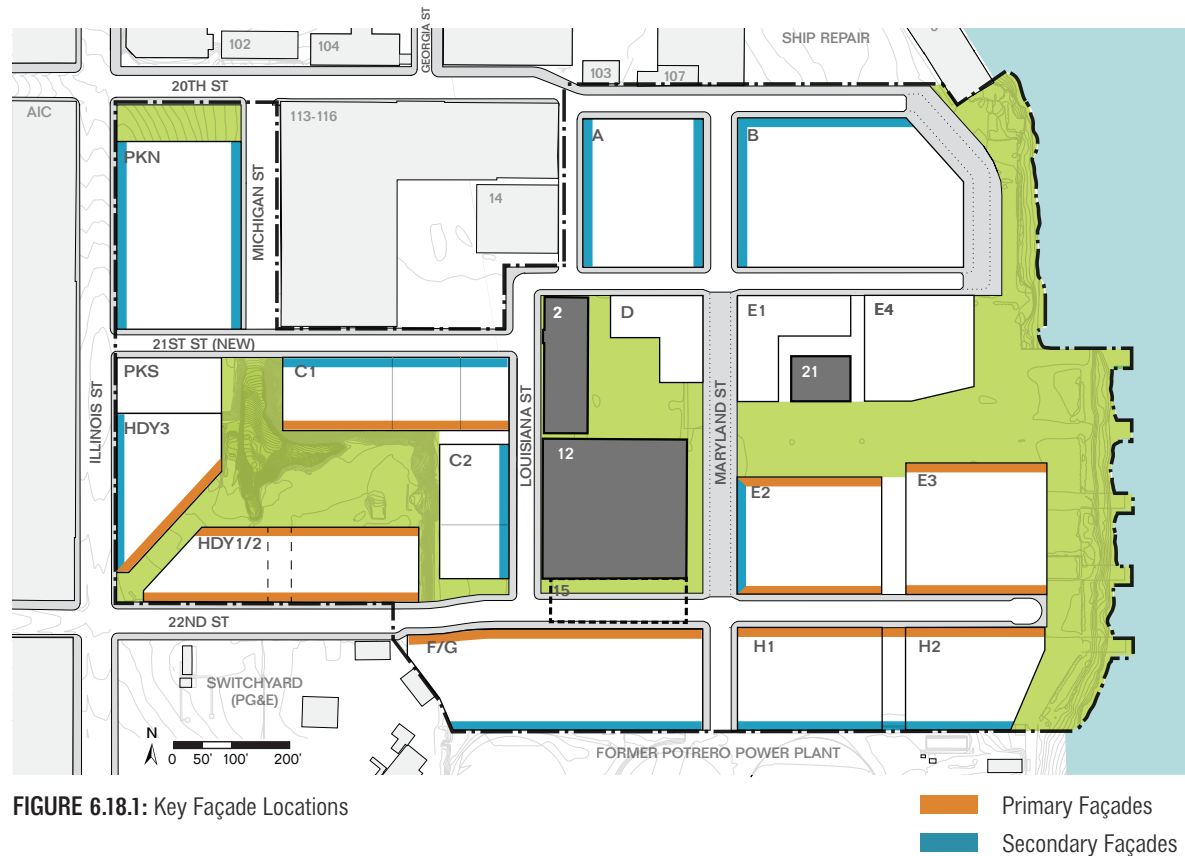 GEORGIA ST
102
104
SHIP REPAIR
103
107
20TH ST
AIC
113-116
PKN
A
B
MICHIGAN ST
14
2
D
E1
E4
21ST ST (NEW)
PKS
C1
21
ILLINOIS ST
LOUISIANA ST
MARYLAND ST
HDY3
12
C2
E2
E3
HDY1/2
15
22ND ST
F/G
H1
H2
SWITCHYARD
(PG&E)
N
0 50' 100' 200'
FORMER POTRERO POWER PLANT
FIGURE 6.18.1: Key Façade Locations
Primary Façades
Secondary Façades